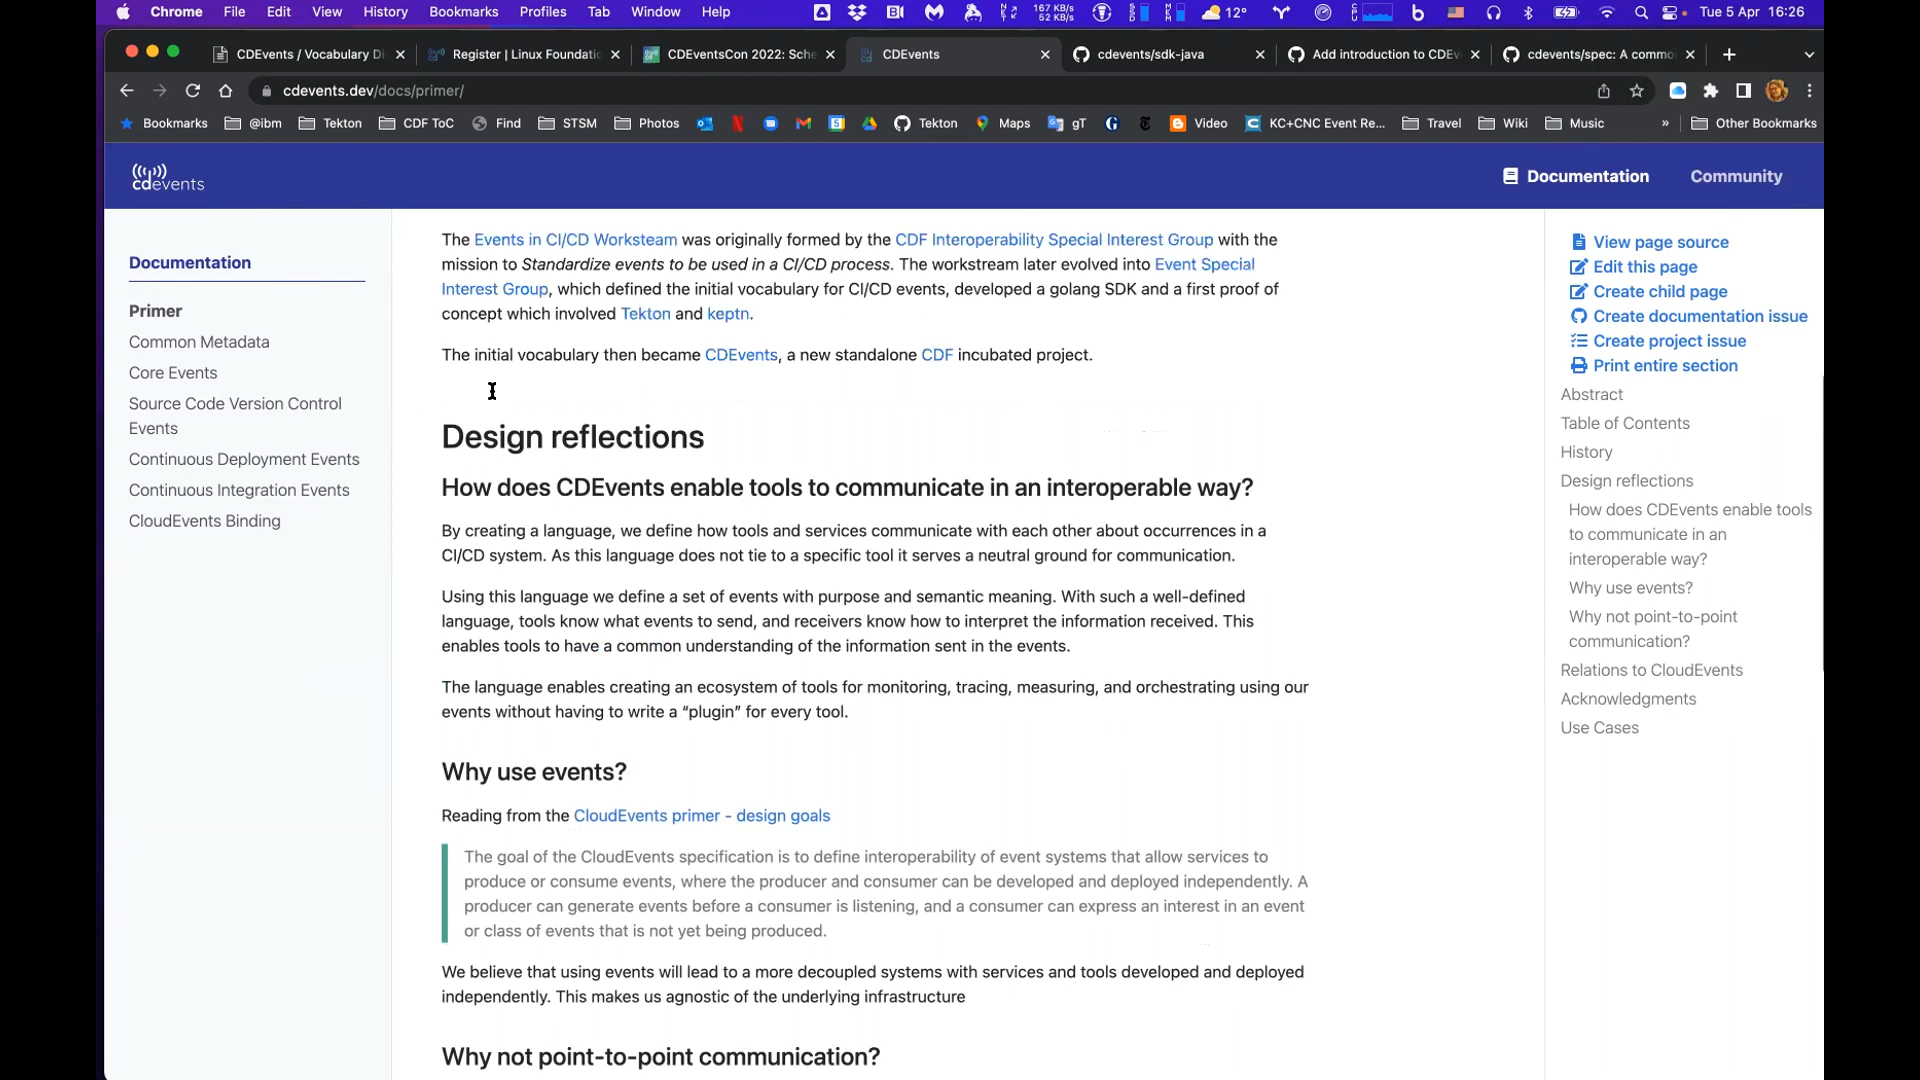 Chrome File Edit View History Bookmarks Profiles Tab Window Help 167 KB/s 52 KB/s 12° Tue 5 Apr 16:26
CDEvents / Vocabulary Di Register | Linux Foundatio CDEventsCon 2022: Sche CDEvents cdevents/sdk-java Add introduction to CDEv cdevents/spec: A commo
cdevents.dev/docs/primer/
Bookmarks @ibm Tekton CDF ToC Find STSM Photos Tekton Maps gT Video KC+CNC Event Re... Travel Wiki Music » Other Bookmarks
cdevents
Documentation Community
Documentation
Primer
Common Metadata
Core Events
Source Code Version Control
Events
Continuous Deployment Events
Continuous Integration Events
CloudEvents Binding
The Events in CI/CD Worksteam was originally formed by the CDF Interoperability Special Interest Group with the
mission to Standardize events to be used in a CI/CD process. The workstream later evolved into Event Special
Interest Group, which defined the initial vocabulary for CI/CD events, developed a golang SDK and a first proof of
concept which involved Tekton and keptn.
The initial vocabulary then became CDEvents, a new standalone CDF incubated project.
Design reflections
How does CDEvents enable tools to communicate in an interoperable way?
By creating a language, we define how tools and services communicate with each other about occurrences in a
CI/CD system. As this language does not tie to a specific tool it serves a neutral ground for communication.
Using this language we define a set of events with purpose and semantic meaning. With such a well-defined
language, tools know what events to send, and receivers know how to interpret the information received. This
enables tools to have a common understanding of the information sent in the events.
The language enables creating an ecosystem of tools for monitoring, tracing, measuring, and orchestrating using our
events without having to write a “plugin” for every tool.
Why use events?
Reading from the CloudEvents primer - design goals
The goal of the CloudEvents specification is to define interoperability of event systems that allow services to
produce or consume events, where the producer and consumer can be developed and deployed independently. A
producer can generate events before a consumer is listening, and a consumer can express an interest in an event
or class of events that is not yet being produced.
We believe that using events will lead to a more decoupled systems with services and tools developed and deployed
independently. This makes us agnostic of the underlying infrastructure
Why not point-to-point communication?
View page source
Edit this page
Create child page
Create documentation issue
Create project issue
Print entire section
Abstract
Table of Contents
History
Design reflections
How does CDEvents enable tools
to communicate in an
interoperable way?
Why use events?
Why not point-to-point
communication?
Relations to CloudEvents
Acknowledgments
Use Cases